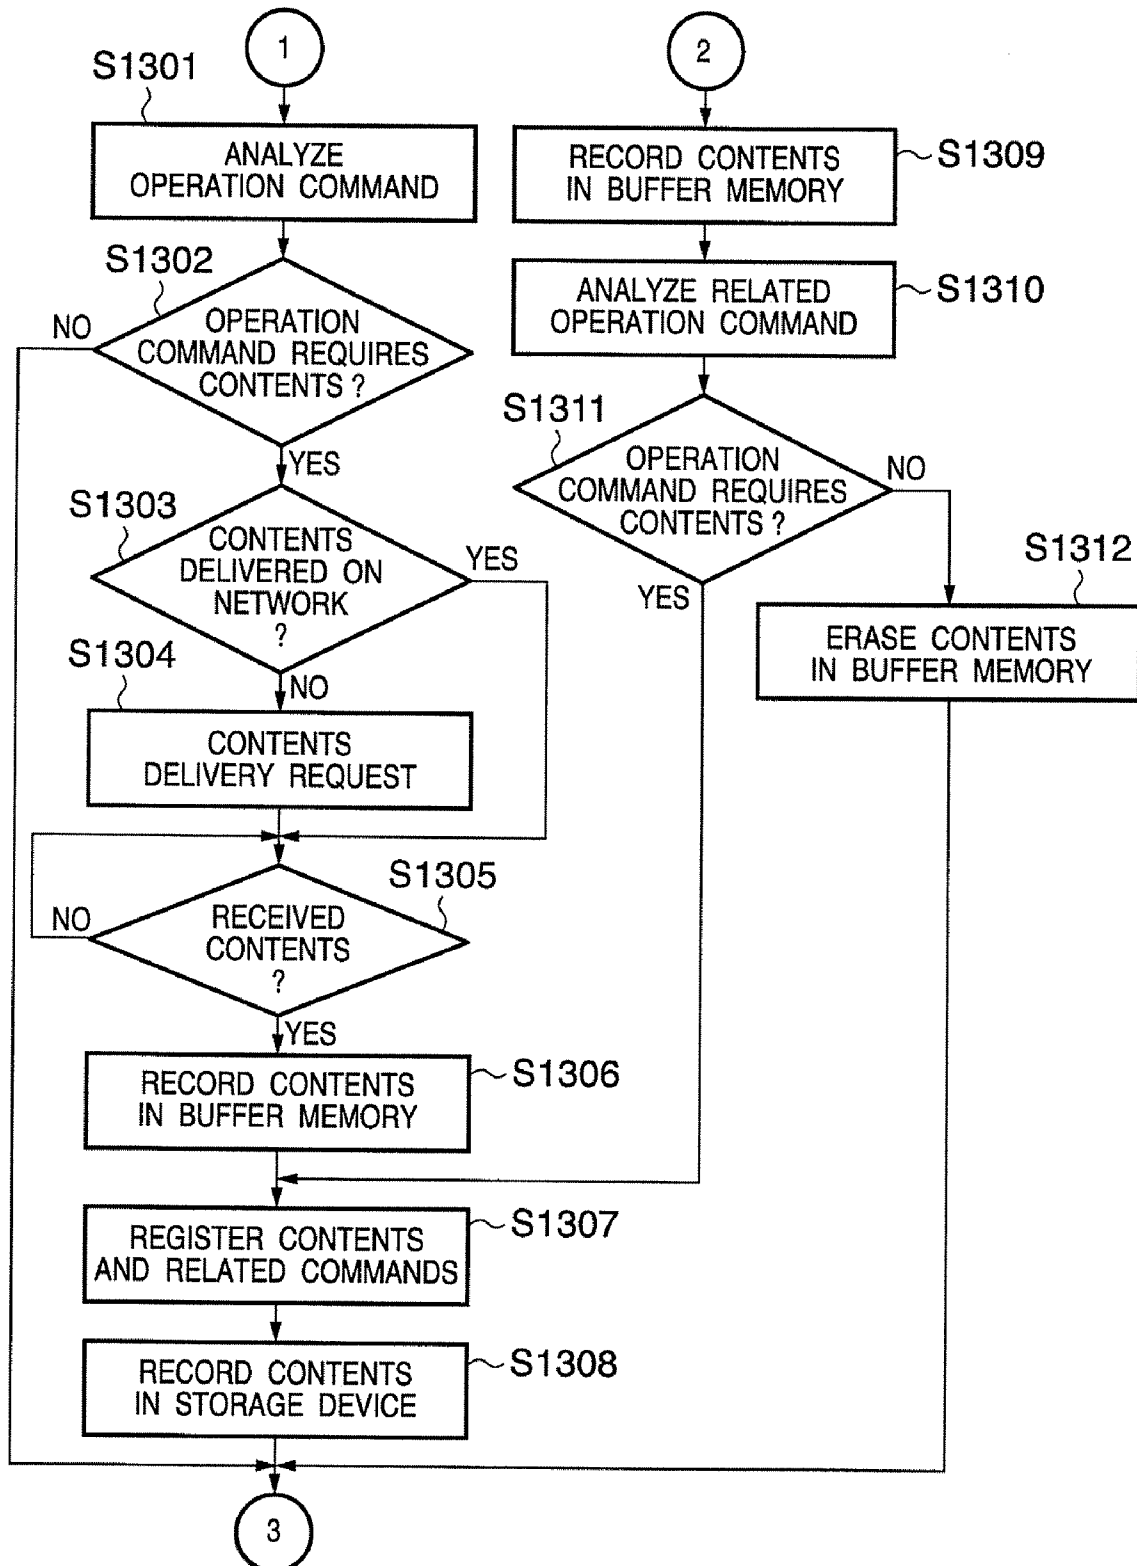 1
S1301
ANALYZE
OPERATION COMMAND
S1302
NO
OPERATION
COMMAND REQUIRES
CONTENTS ?
YES
S1303
CONTENTS
DELIVERED ON
NETWORK
?
YES
S1304
NO
CONTENTS
DELIVERY REQUEST
S1305
NO
RECEIVED
CONTENTS
?
YES
RECORD CONTENTS
IN BUFFER MEMORY
S1306
REGISTER CONTENTS
AND RELATED COMMANDS
S1307
RECORD CONTENTS
IN STORAGE DEVICE
S1308
3
2
RECORD CONTENTS
IN BUFFER MEMORY
S1309
ANALYZE RELATED
OPERATION COMMAND
S1310
S1311
OPERATION
COMMAND REQUIRES
CONTENTS ?
NO
YES
S1312
ERASE CONTENTS
IN BUFFER MEMORY